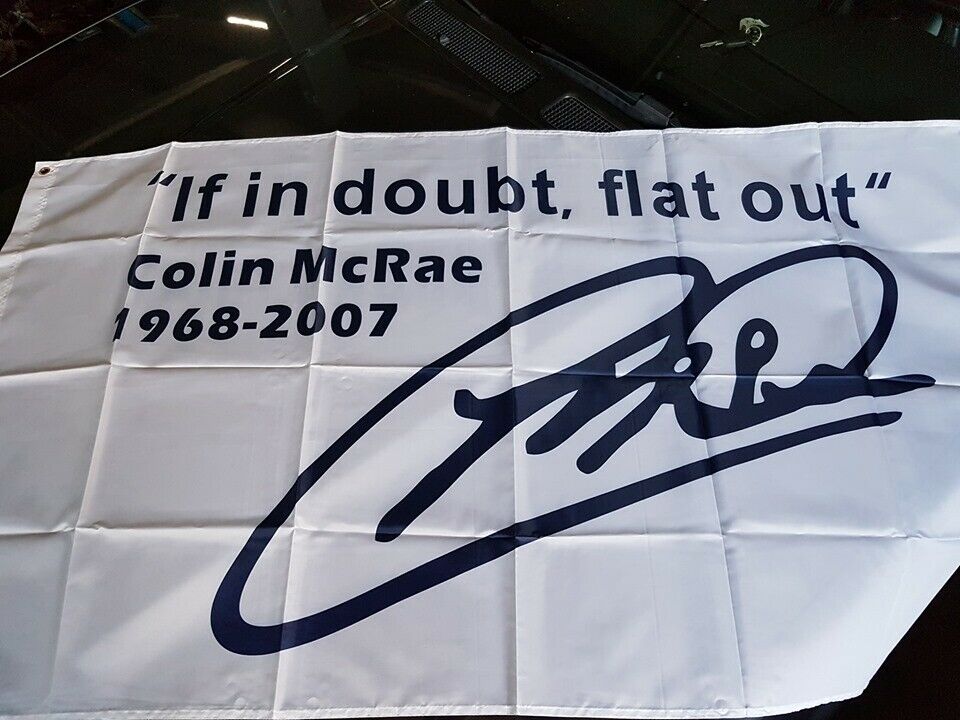 “If in doubt, flat out“
Colin McRae
1968-2007